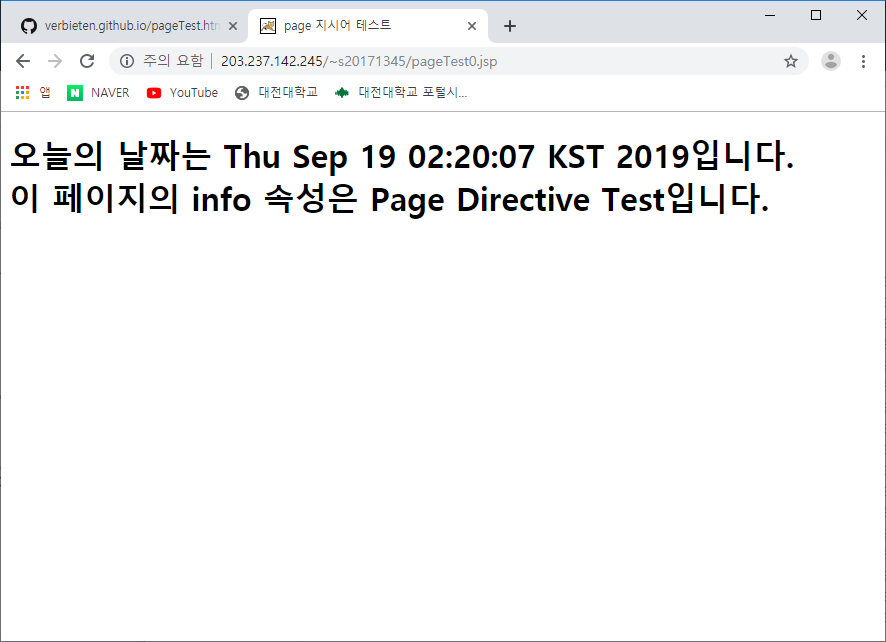 verbieten.github.io/pageTest.htm
page 지시어 테스트
주의 요함 | 203.237.142.245/~s20171345/pageTest0.jsp
앱 NAVER YouTube 대전대학교 대전대학교 포털시...
오늘의 날짜는 Thu Sep 19 02:20:07 KST 2019입니다.
이 페이지의 info 속성은 Page Directive Test입니다.